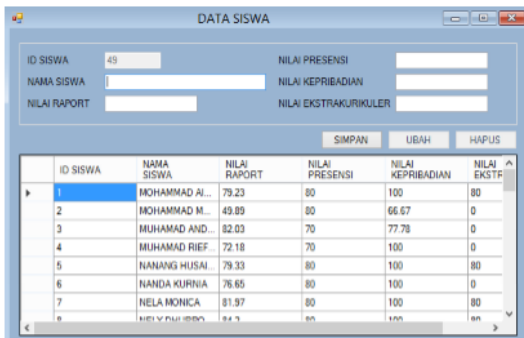 DATA SISWA
ID SISWA 49 NILAI PRESENSI
NAMA SISWA NILAI KEPRIBADIAN
NILAI RAPORT NILAI EKSTRAKURIKULER
SIMPAN UBAH HAPUS
ID SISWA NAMA SISWA NILAI RAPORT NILAI PRESENSI NILAI KEPRIBADIAN NILAI EKSTR
1 MOHAMMAD AI... 79.23 80 100 80
2 MOHAMMAD M... 49.89 80 66.67 0
3 MUHAMAD AND... 82.03 70 77.78 0
4 MUHAMAD RIEF... 72.18 70 100 0
5 NANANG HUSAI... 79.33 80 100 80
6 NANDA KURNIA 76.65 80 100 0
7 NELA MONICA 81.97 80 100 80